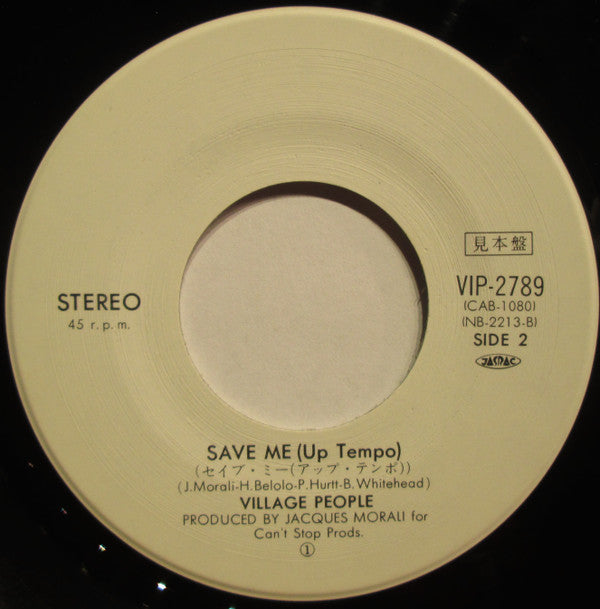 見本盤
STEREO
45 r.p.m.
VIP-2789
(CAB-1080)
(NB-2213-B)
SIDE 2
JASRAC
SAVE ME (Up Tempo)
(セイブ・ミー(アップ・テンポ))
(J.Morali-H.Belolo-P.Hurtt-B.Whitehead)
VILLAGE PEOPLE
PRODUCED BY JACQUES MORALI for
Can't Stop Prods.
①